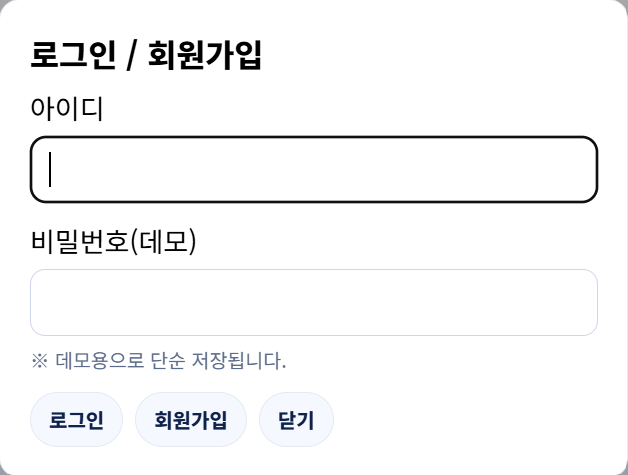 로그인 / 회원가입
아이디
비밀번호(데모)
※ 데모용으로 단순 저장됩니다.
로그인 회원가입 닫기